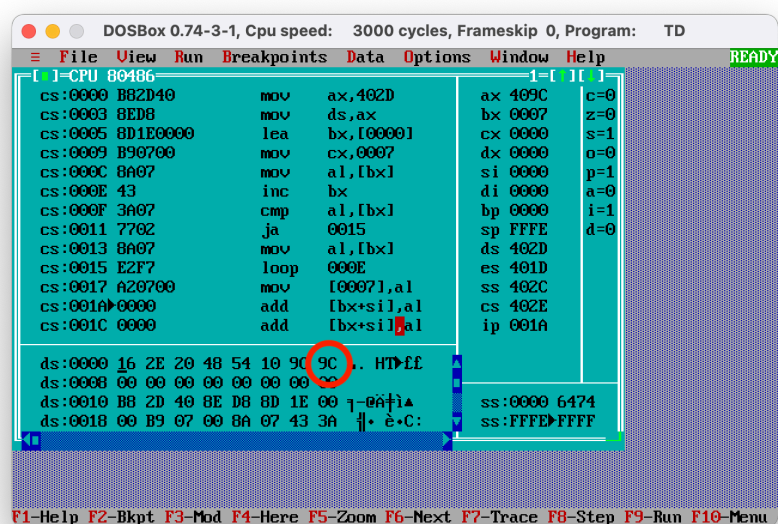 DOSBox 0.74-3-1, Cpu speed: 3000 cycles, Frameskip 0, Program: TD
≡ File View Run Breakpoints Data Options Window Help READY
[■]=CPU 80486 1=[↑][↓]
cs:0000 B82D40 mov ax,402D ax 409C c=0
cs:0003 8ED8 mov ds,ax bx 0007 z=0
cs:0005 8D1E0000 lea bx,[0000] cx 0000 s=1
cs:0009 B90700 mov cx,0007 dx 0000 o=0
cs:000C 8A07 mov al,[bx] si 0000 p=1
cs:000E 43 inc bx di 0000 a=0
cs:000F 3A07 cmp al,[bx] bp 0000 i=1
cs:0011 7702 ja 0015 sp FFFE d=0
cs:0013 8A07 mov al,[bx] ds 402D
cs:0015 E2F7 loop 000E es 401D
cs:0017 A20700 mov [0007],al ss 402C
cs:001A►0000 add [bx+si],al cs 402E
cs:001C 0000 add [bx+si],al ip 001A
ds:0000 16 2E 20 48 54 10 9C 9C . HT►££
ds:0008 00 00 00 00 00 00 00
ds:0010 B8 2D 40 8E D8 8D 1E 00 ╕-@Ä╪ì▲ ss:0000 6474
ds:0018 00 B9 07 00 8A 07 43 3A ╣• è•C: ss:FFFE►FFFF
F1-Help F2-Bkpt F3-Mod F4-Here F5-Zoom F6-Next F7-Trace F8-Step F9-Run F10-Menu